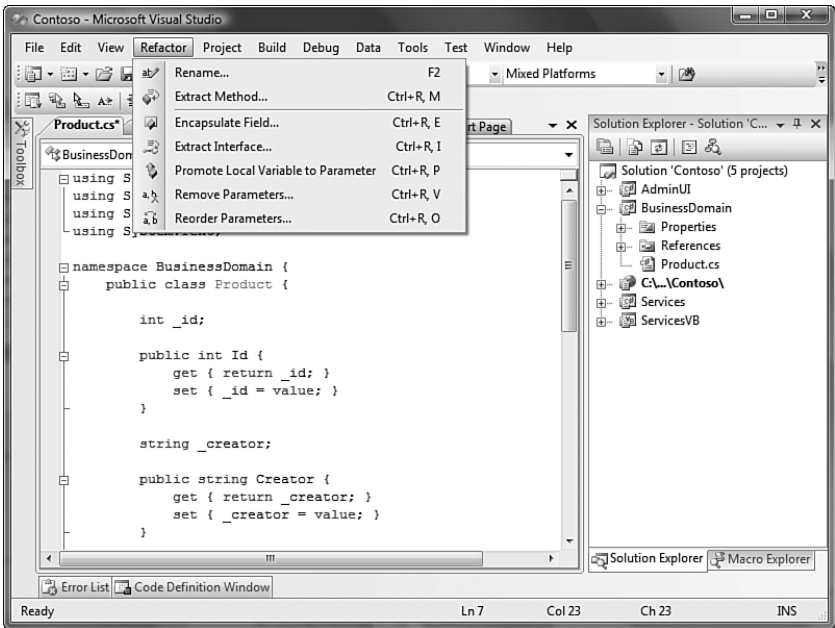 Contoso - Microsoft Visual Studio
File Edit View Refactor Project Build Debug Data Tools Test Window Help
Rename... F2
Extract Method... Ctrl+R, M
Encapsulate Field... Ctrl+R, E
Extract Interface... Ctrl+R, I
Promote Local Variable to Parameter Ctrl+R, P
Remove Parameters... Ctrl+R, V
Reorder Parameters... Ctrl+R, O
Mixed Platforms
Toolbox
Product.cs*
rt Page
BusinessDom
using S
using S
using S
using System.Text;
namespace BusinessDomain {
public class Product {
int _id;
public int Id {
get { return _id; }
set { _id = value; }
}
string _creator;
public string Creator {
get { return _creator; }
set { _creator = value; }
}
Solution Explorer - Solution 'C...
Solution 'Contoso' (5 projects)
AdminUI
BusinessDomain
Properties
References
Product.cs
C:\...\Contoso\
Services
ServicesVB
Solution Explorer Macro Explorer
Error List Code Definition Window
Ready Ln 7 Col 23 Ch 23 INS